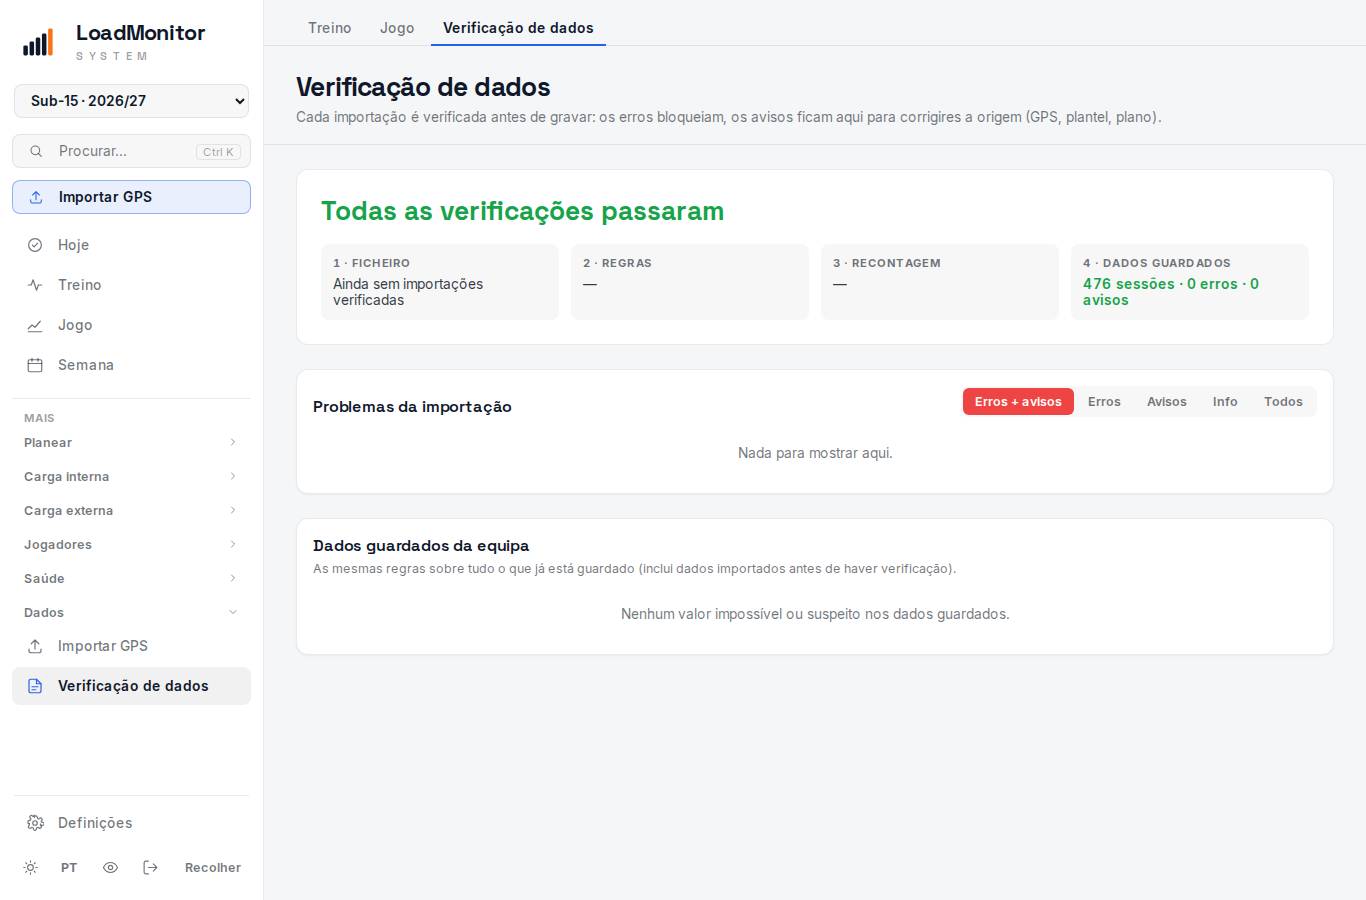 LoadMonitor
SYSTEM
Sub-15 · 2026/27
Procurar...
Ctrl K
Importar GPS
Hoje
Treino
Jogo
Semana
MAIS
Planear
Carga interna
Carga externa
Jogadores
Saúde
Dados
Importar GPS
Verificação de dados
Definições
PT
Recolher
Treino
Jogo
Verificação de dados
Verificação de dados
Cada importação é verificada antes de gravar: os erros bloqueiam, os avisos ficam aqui para corrigires a origem (GPS, plantel, plano).
Todas as verificações passaram
1 · FICHEIRO
Ainda sem importações
verificadas
2 · REGRAS
—
3 · RECONTAGEM
—
4 · DADOS GUARDADOS
476 sessões · 0 erros · 0
avisos
Problemas da importação
Erros + avisos
Erros
Avisos
Info
Todos
Nada para mostrar aqui.
Dados guardados da equipa
As mesmas regras sobre tudo o que já está guardado (inclui dados importados antes de haver verificação).
Nenhum valor impossível ou suspeito nos dados guardados.